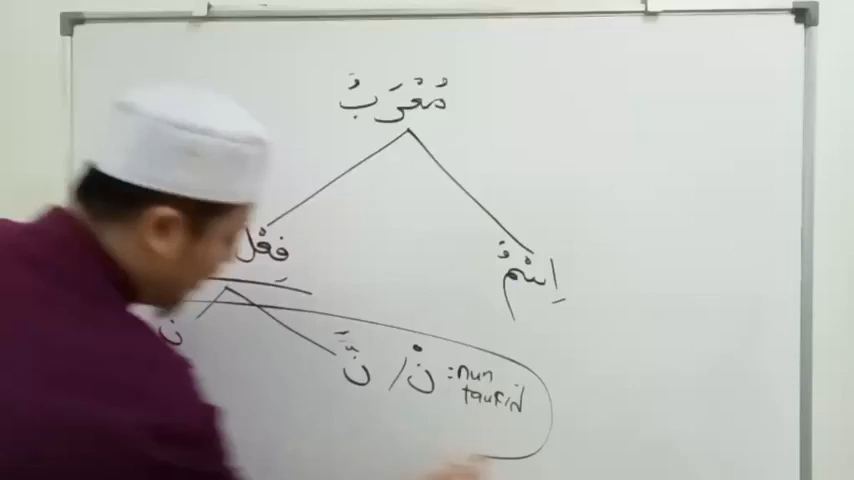 مُعْرَبٌ
اِسْمٌ فِعْلٌ
نَّ / نْ :nun
taukid
ن